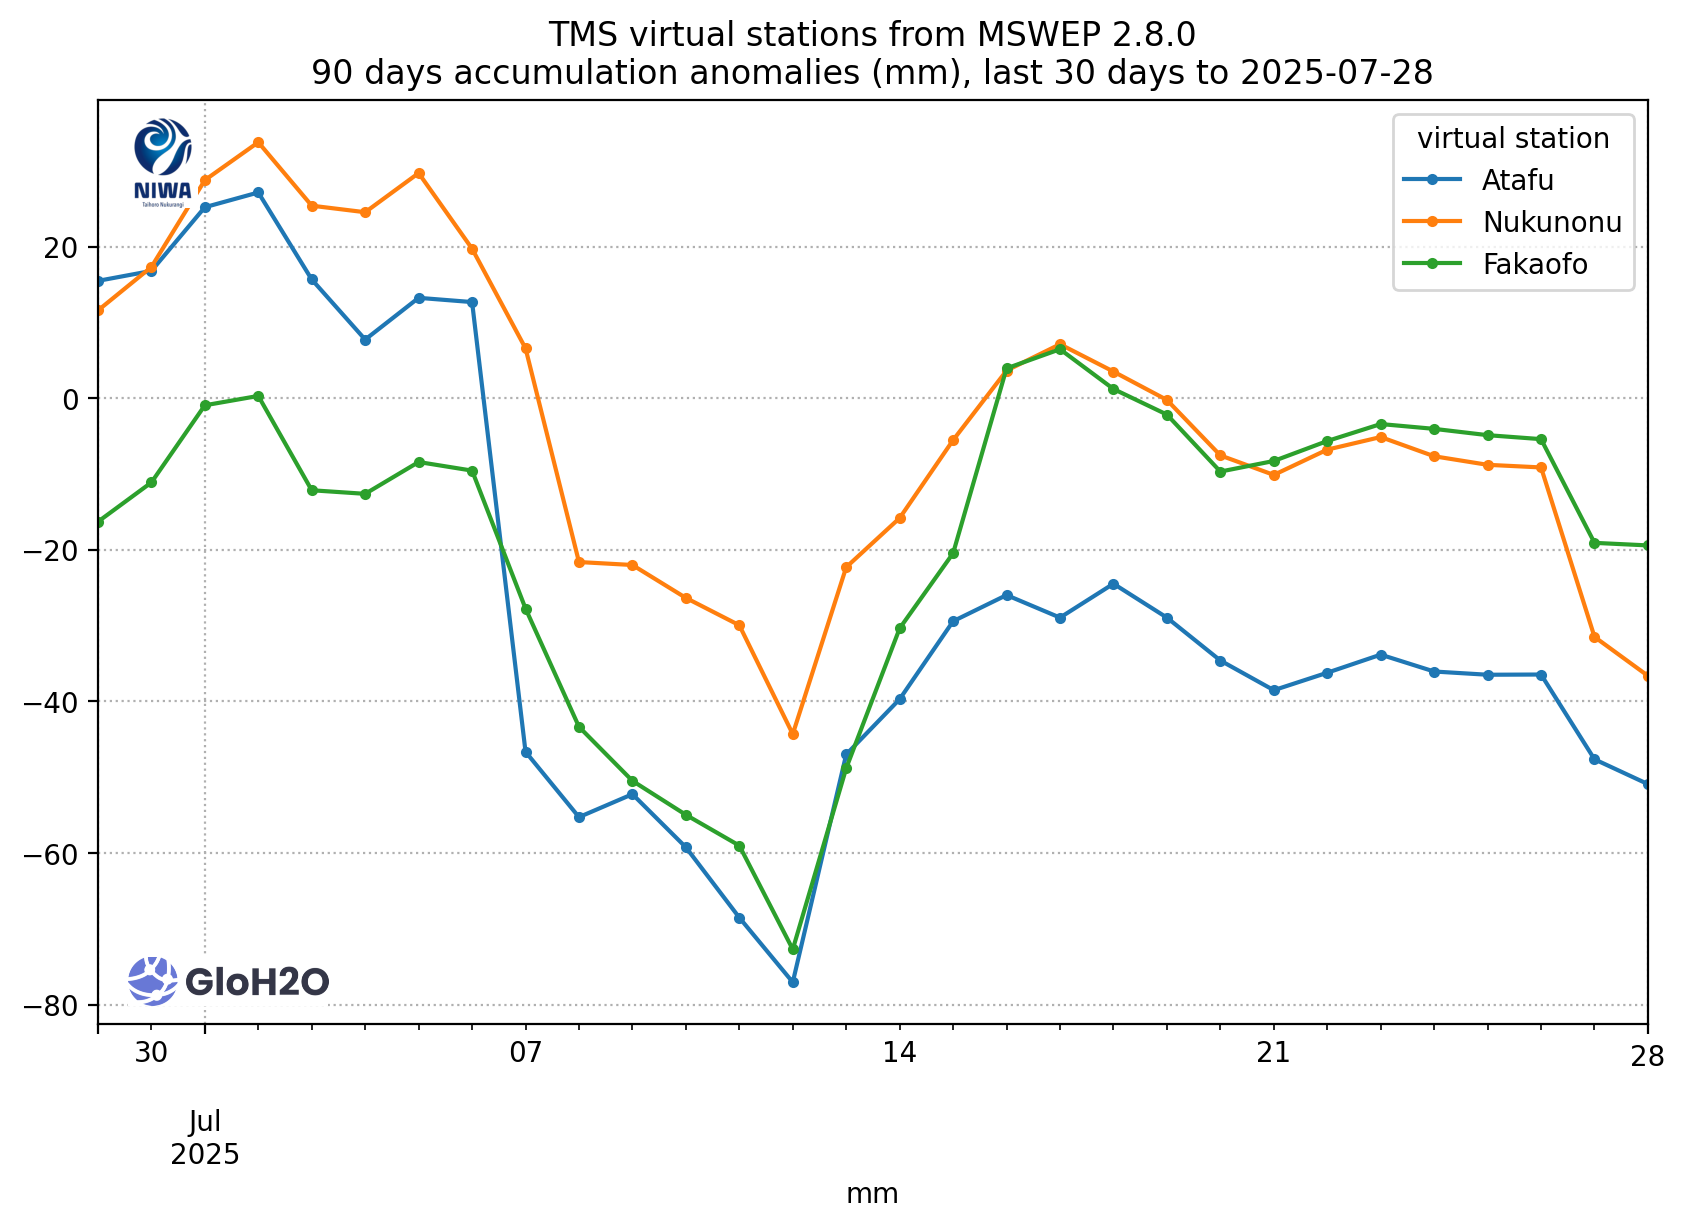 TMS virtual stations from MSWEP 2.8.0
90 days accumulation anomalies (mm), last 30 days to 2025-07-28
NIWA
Taihoro Nukurangi
virtual station
Atafu
Nukunonu
Fakaofo
20
0
−20
−40
−60
−80
GloH2O
30
07
14
21
28
Jul
2025
mm